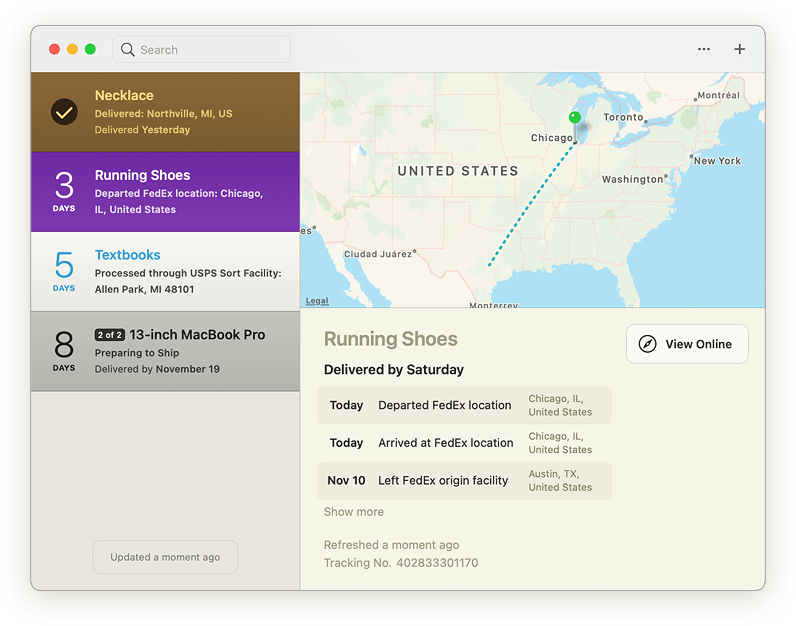 Search
Necklace
Delivered: Northville, MI, US
Delivered Yesterday
3
DAYS
Running Shoes
Departed FedEx location: Chicago,
IL, United States
5
DAYS
Textbooks
Processed through USPS Sort Facility:
Allen Park, MI 48101
8
DAYS
2 of 2 13-inch MacBook Pro
Preparing to Ship
Delivered by November 19
Updated a moment ago
Montréal
Toronto
Chicago
New York
UNITED STATES
Washington
es
Ciudad Juárez
Legal
Monterrey
Running Shoes
View Online
Delivered by Saturday
Today Departed FedEx location Chicago, IL,
United States
Today Arrived at FedEx location Chicago, IL,
United States
Nov 10 Left FedEx origin facility Austin, TX,
United States
Show more
Refreshed a moment ago
Tracking No. 402833301170